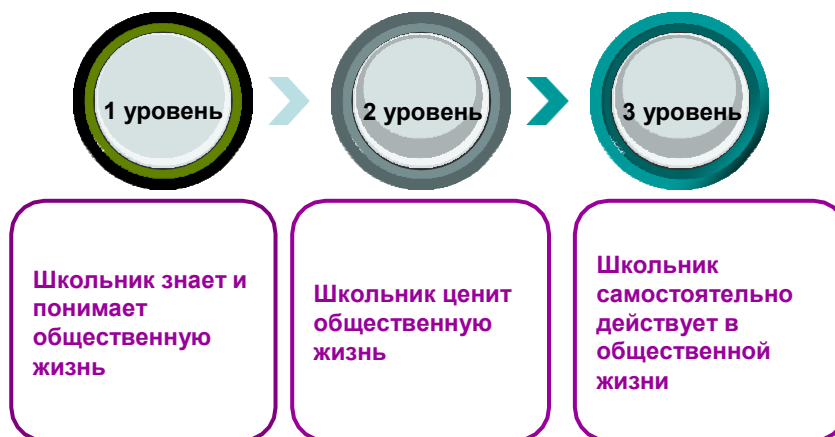 1 уровень
2 уровень
3 уровень
Школьник знает и
понимает
общественную
жизнь
Школьник ценит
общественную
жизнь
Школьник
самостоятельно
действует в
общественной
жизни